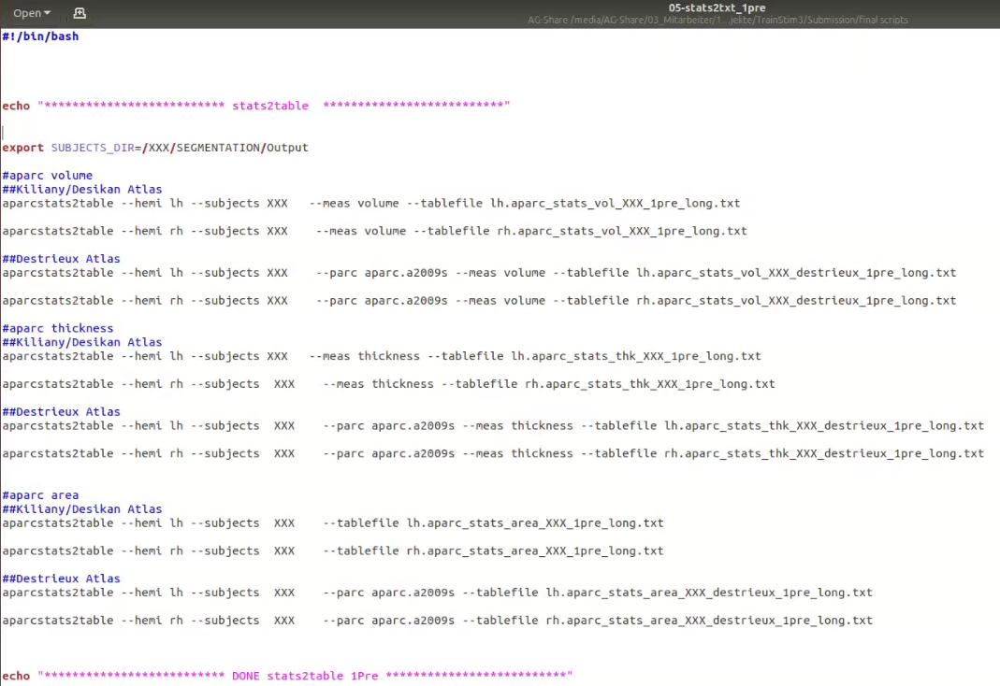 Open
05-stats2txt_1pre
AG-Share /media/AG-Share/03_Mitarbeiter/1...jekte/TrainStim3/Submission/final scripts
#!/bin/bash
echo "************************** stats2table  **************************"
export SUBJECTS_DIR=/XXX/SEGMENTATION/Output
#aparc volume
##Kiliany/Desikan Atlas
aparcstats2table --hemi lh --subjects XXX   --meas volume --tablefile lh.aparc_stats_vol_XXX_1pre_long.txt
aparcstats2table --hemi rh --subjects XXX    --meas volume --tablefile rh.aparc_stats_vol_XXX_1pre_long.txt
##Destrieux Atlas
aparcstats2table --hemi lh --subjects XXX    --parc aparc.a2009s --meas volume --tablefile lh.aparc_stats_vol_XXX_destrieux_1pre_long.txt
aparcstats2table --hemi rh --subjects XXX    --parc aparc.a2009s --meas volume --tablefile rh.aparc_stats_vol_XXX_destrieux_1pre_long.txt
#aparc thickness
##Kiliany/Desikan Atlas
aparcstats2table --hemi lh --subjects XXX   --meas thickness --tablefile lh.aparc_stats_thk_XXX_1pre_long.txt
aparcstats2table --hemi rh --subjects  XXX    --meas thickness --tablefile rh.aparc_stats_thk_XXX_1pre_long.txt
##Destrieux Atlas
aparcstats2table --hemi lh --subjects  XXX    --parc aparc.a2009s --meas thickness --tablefile lh.aparc_stats_thk_XXX_destrieux_1pre_long.txt
aparcstats2table --hemi rh --subjects  XXX    --parc aparc.a2009s --meas thickness --tablefile rh.aparc_stats_thk_XXX_destrieux_1pre_long.txt
#aparc area
##Kiliany/Desikan Atlas
aparcstats2table --hemi lh --subjects  XXX    --tablefile lh.aparc_stats_area_XXX_1pre_long.txt
aparcstats2table --hemi rh --subjects  XXX    --tablefile rh.aparc_stats_area_XXX_1pre_long.txt
##Destrieux Atlas
aparcstats2table --hemi lh --subjects  XXX    --parc aparc.a2009s --tablefile lh.aparc_stats_area_XXX_destrieux_1pre_long.txt
aparcstats2table --hemi rh --subjects  XXX    --parc aparc.a2009s --tablefile rh.aparc_stats_area_XXX_destrieux_1pre_long.txt
echo "************************** DONE stats2table 1Pre **************************"